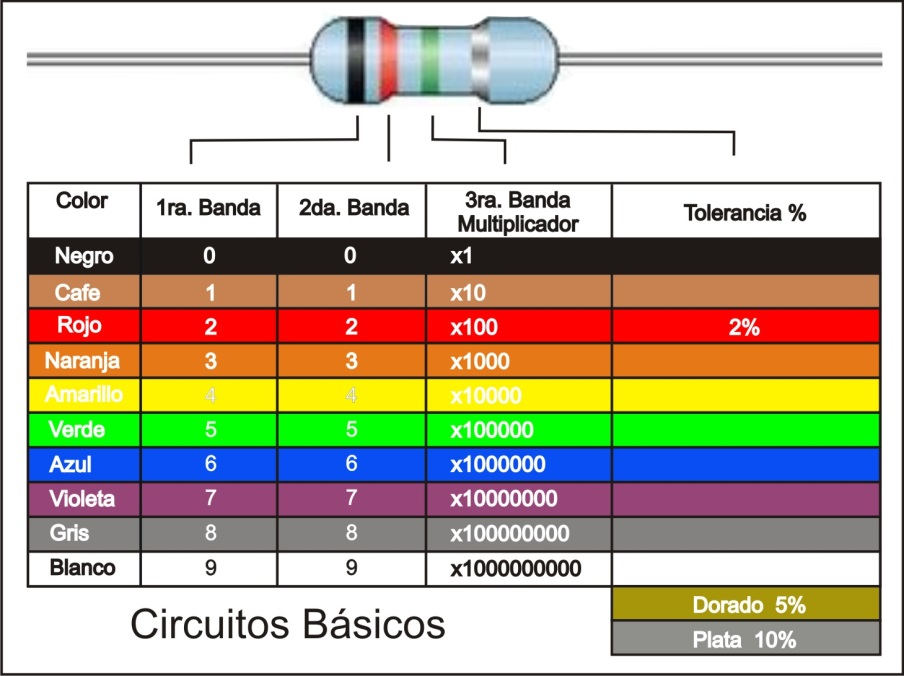 Color 1ra. Banda 2da. Banda 3ra. Banda Multiplicador Tolerancia %
Negro 0 0 x1
Cafe 1 1 x10
Rojo 2 2 x100 2%
Naranja 3 3 x1000
Amarillo 4 4 x10000
Verde 5 5 x100000
Azul 6 6 x1000000
Violeta 7 7 x10000000
Gris 8 8 x100000000
Blanco 9 9 x1000000000
Dorado 5%
Circuitos Básicos
Plata 10%